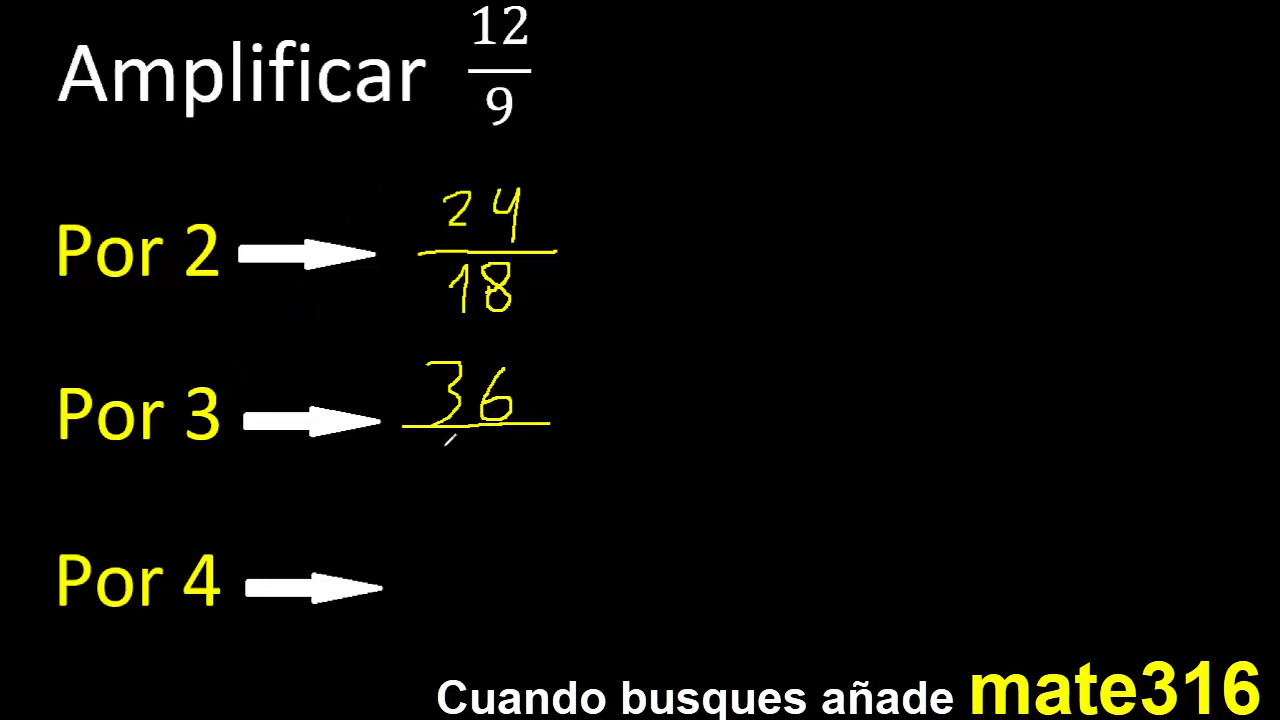 Amplificar 12/9
Por 2 24/18
Por 3 36
Por 4
Cuando busques añade mate316